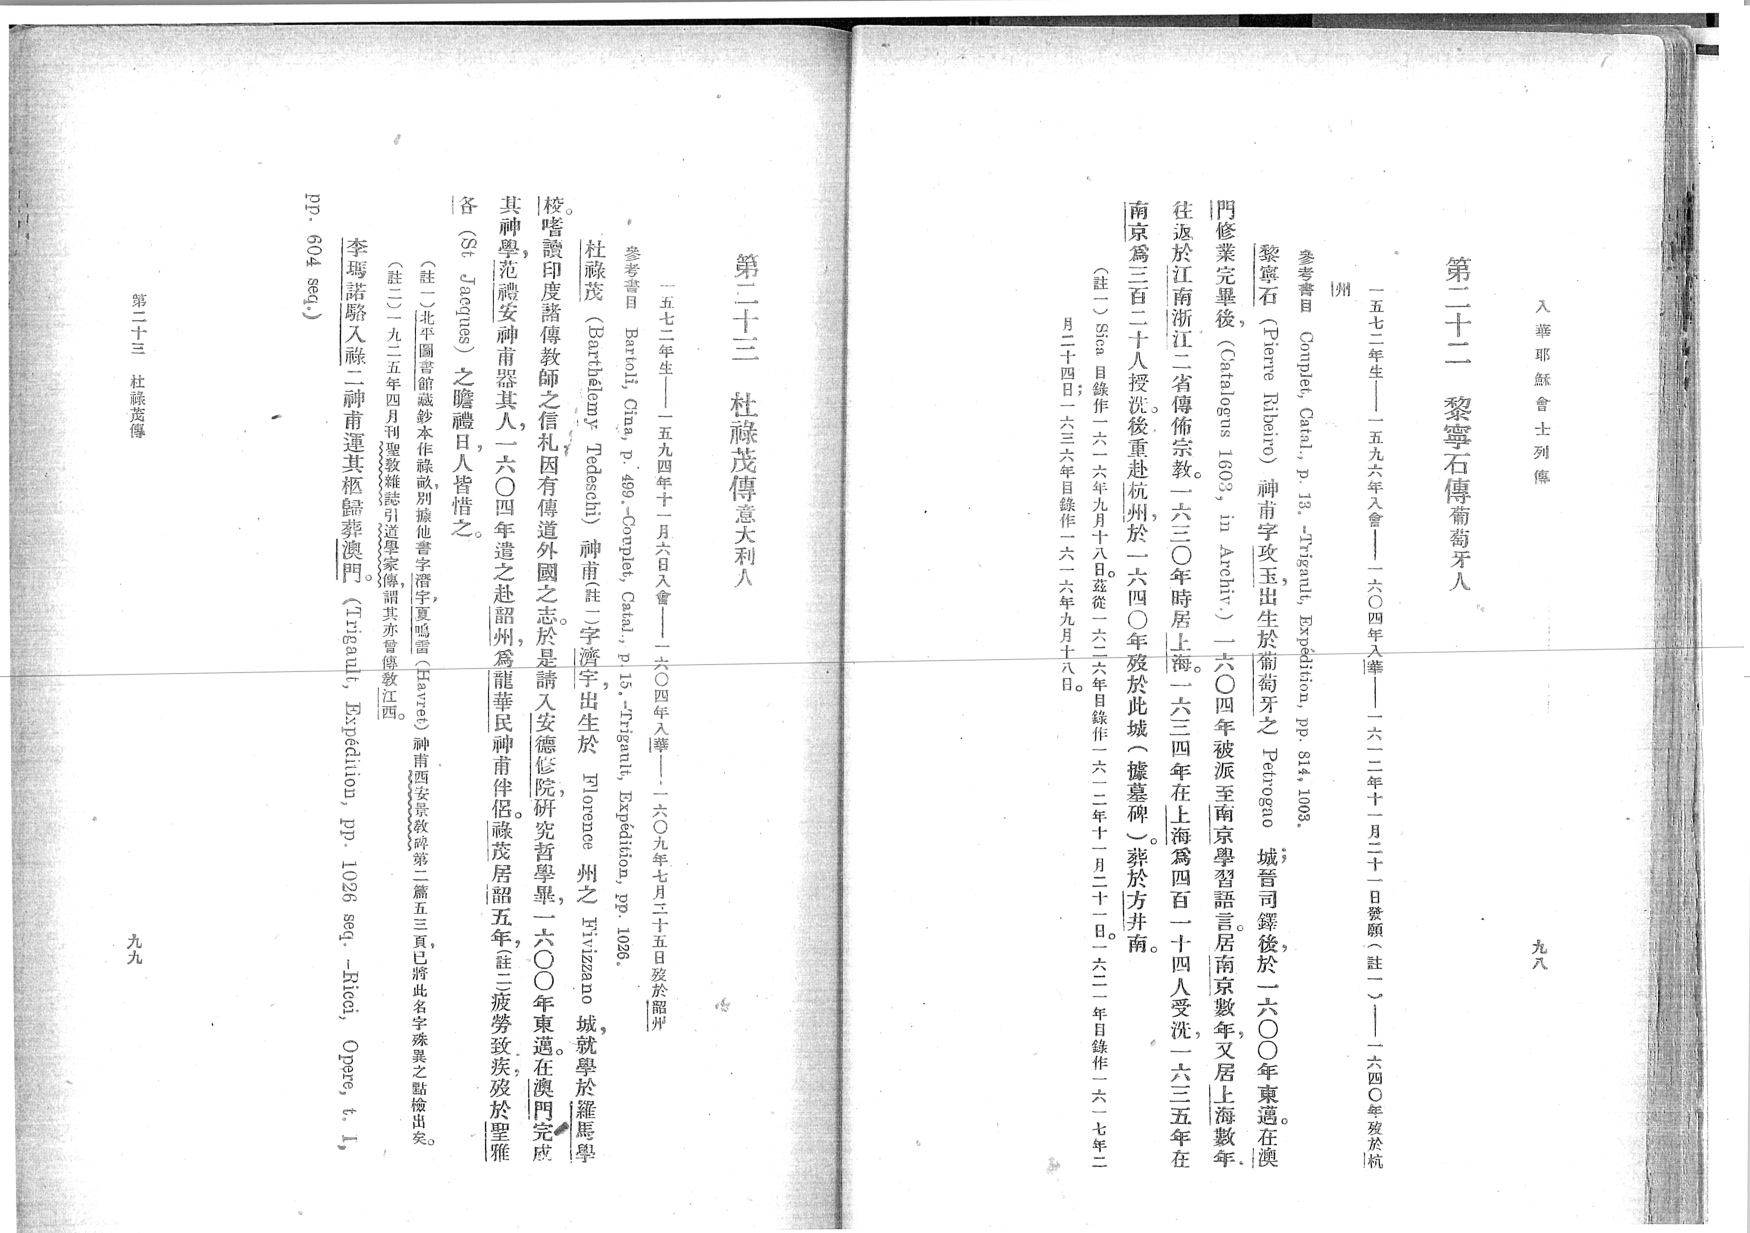 入華耶穌會士列傳
九八
第二十二　黎寧石傳葡萄牙人
一五七二年生——一五九六年入會——一六〇四年入華——一六一二年十一月二十一日發願（註一）——一六四〇年歿於杭
州
參考書目　Couplet, Catal., p. 13. -Trigault, Expédition, pp. 814, 1003.
黎寧石（Pierre Ribeiro）神甫字攻玉，出生於葡萄牙之 Petrogao 城；晉司鐸後，於一六〇〇年東邁。在澳
門修業完畢後，（Catalogus 1603, in Archiv.）一六〇四年被派至南京學習語言。居南京數年，又居上海數年，
往返於江南浙江二省傳佈宗教。一六三〇年時居上海。一六三四年在上海爲四百一十四人受洗，一六三五年在
南京爲三百二十人授洗。後重赴杭州，於一六四〇年歿於此城（據墓碑）。葬於方井南。
（註一）Sica 目錄作一六一六年九月十八日。茲從一六二六年目錄作一六一二年十一月二十一日。一六二一年目錄作一六一七年二
月二十四日；一六三六年目錄作一六一六年九月十八日。
第二十三　杜祿茂傳意大利人
一五七二年生——一五九四年十一月六日入會——一六〇四年入華——一六〇九年七月二十五日歿於韶州
參考書目　Bartoli, Cina, p. 499.-Couplet, Catal., p. 15.-Trigault, Expédition, pp. 1026.
杜祿茂（Barthélemy Tedeschi）神甫（註一）字濟宇，出生於 Florence 州之 Fivizzano 城，就學於羅馬學
校。嗜讀印度諸傳教師之信札，因有傳道外國之志。於是請入安德修院，研究哲學畢，一六〇〇年東邁。在澳門完成
其神學，范禮安神甫器其人，一六〇四年遣之赴韶州，爲龍華民神甫伴侶。祿茂居韶五年，（註二）疲勞致疾，歿於聖雅
各（St Jacques）之瞻禮日，人皆惜之。
（註一）北平圖書館藏鈔本作祿畝，別據他書字濟宇，夏鳴雷（Havret）神甫西安景教碑第二篇五三頁，已將此名字殊異之點檢出矣。
（註二）一九二五年四月刊聖教雜誌引道學家傳，謂其亦曾傳教江西。
李瑪諾駱入祿二神甫運其柩歸葬澳門。（Trigault, Expédition, pp. 1026 seq. -Ricci, Opere, t. I,
pp. 604 seq.）
第二十三　杜祿茂傳
九九